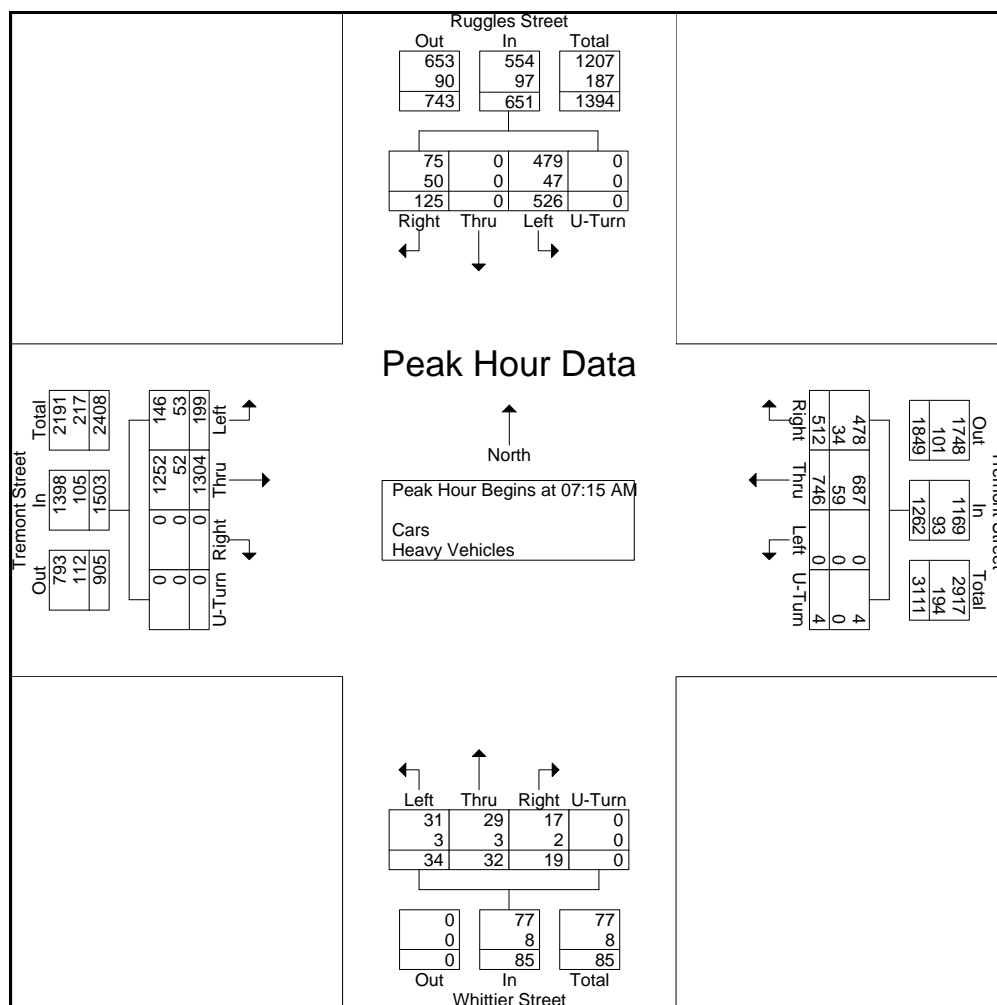 Ruggles Street
Out In Total
653 554 1207
90 97 187
743 651 1394
75 0 479 0
50 0 47 0
125 0 526 0
Right Thru Left U-Turn
Tremont Street
Out In Total
793 1398 2191
112 105 217
905 1503 2408
0 0 1252 146
0 0 52 53
0 0 1304 199
U-Turn Right Thru Left
Peak Hour Data
North
Peak Hour Begins at 07:15 AM
Cars
Heavy Vehicles
Tremont Street
Out In Total
1748 1169 2917
101 93 194
1849 1262 3111
478 687 0 4
34 59 0 0
512 746 0 4
Right Thru Left U-Turn
Left Thru Right U-Turn
31 29 17 0
3 3 2 0
34 32 19 0
0 77 77
0 8 8
0 85 85
Out In Total
Whittier Street